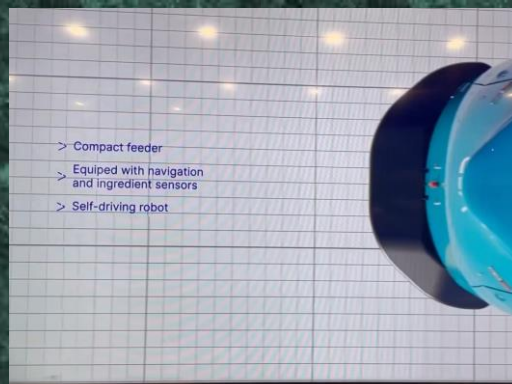 > Compact feeder
> Equiped with navigation
and ingredient sensors
> Self-driving robot